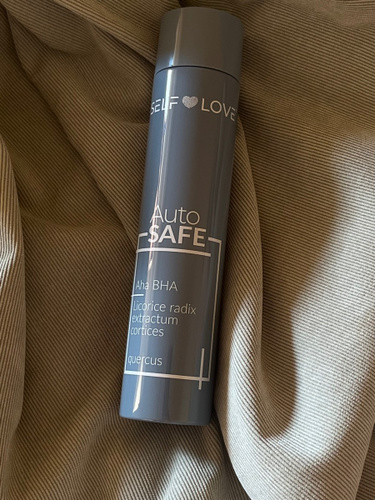 SELF LOVE
Auto
SAFE
Aha BHA
Licorice radix
extractum
cortices
quercus